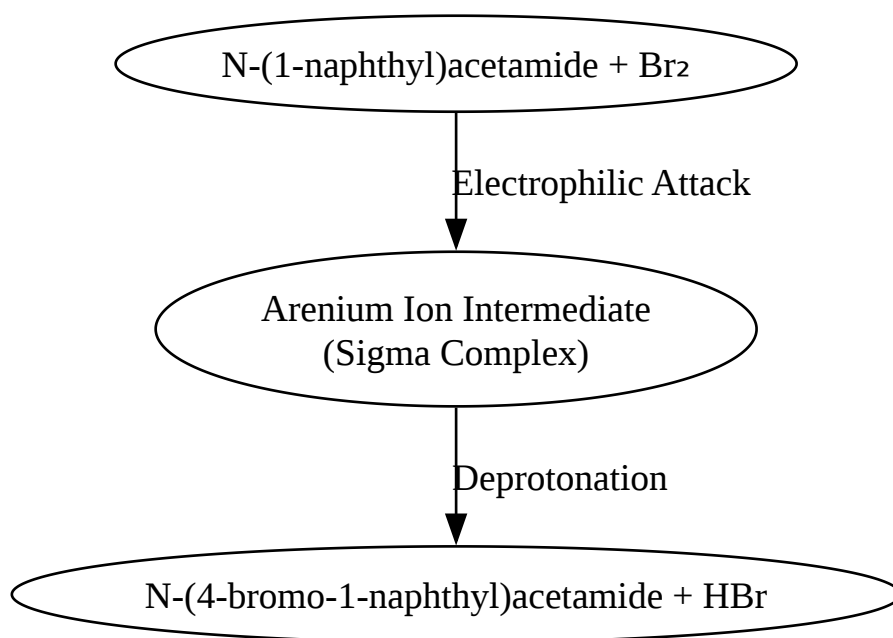 N-(1-naphthyl)acetamide + Br₂
Electrophilic Attack
Arenium Ion Intermediate
(Sigma Complex)
Deprotonation
N-(4-bromo-1-naphthyl)acetamide + HBr